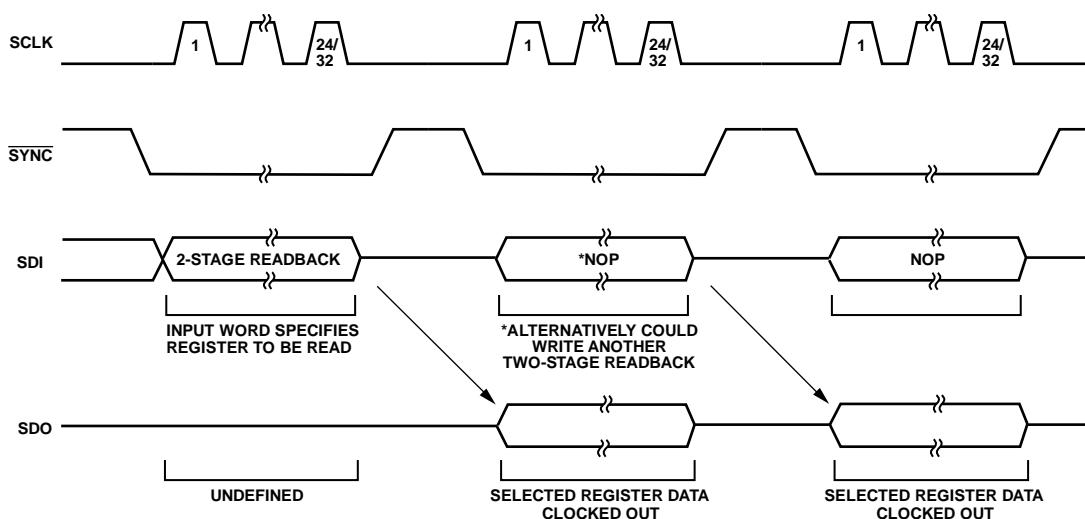 SCLK
1
24/
32
1
24/
32
1
24/
32
SYNC
SDI
2-STAGE READBACK
*NOP
NOP
INPUT WORD SPECIFIES
REGISTER TO BE READ
*ALTERNATIVELY COULD
WRITE ANOTHER
TWO-STAGE READBACK
SDO
UNDEFINED
SELECTED REGISTER DATA
CLOCKED OUT
SELECTED REGISTER DATA
CLOCKED OUT